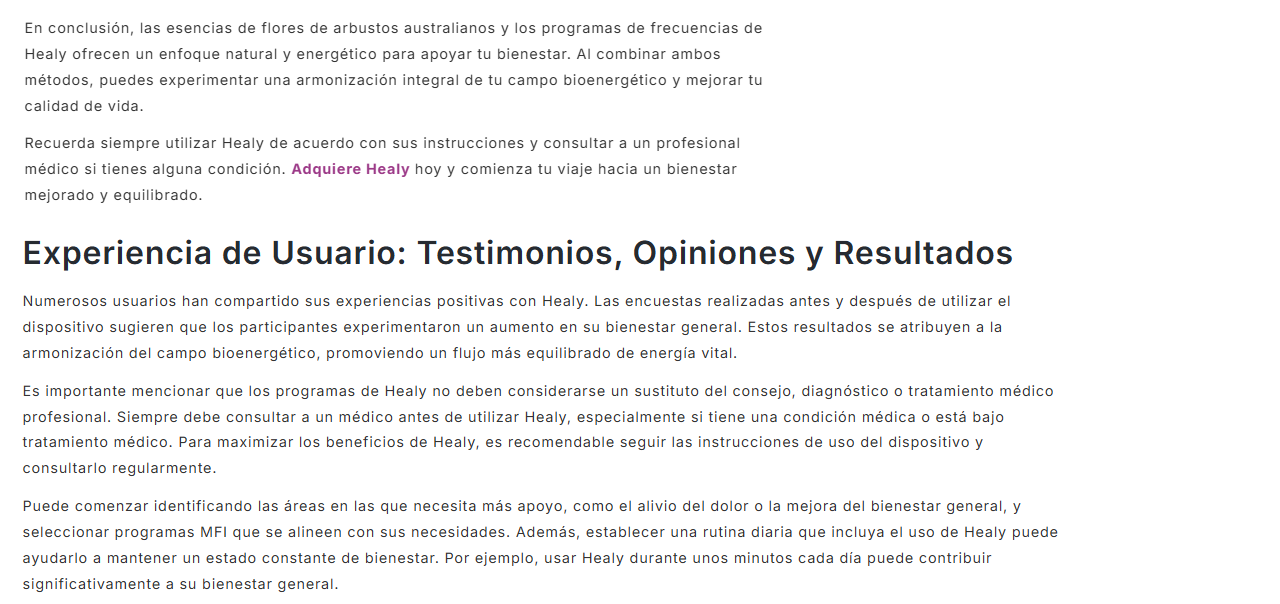 En conclusión, las esencias de flores de arbustos australianos y los programas de frecuencias de
Healy ofrecen un enfoque natural y energético para apoyar tu bienestar. Al combinar ambos
métodos, puedes experimentar una armonización integral de tu campo bioenergético y mejorar tu
calidad de vida.
Recuerda siempre utilizar Healy de acuerdo con sus instrucciones y consultar a un profesional
médico si tienes alguna condición. Adquiere Healy hoy y comienza tu viaje hacia un bienestar
mejorado y equilibrado.
Experiencia de Usuario: Testimonios, Opiniones y Resultados
Numerosos usuarios han compartido sus experiencias positivas con Healy. Las encuestas realizadas antes y después de utilizar el
dispositivo sugieren que los participantes experimentaron un aumento en su bienestar general. Estos resultados se atribuyen a la
armonización del campo bioenergético, promoviendo un flujo más equilibrado de energía vital.
Es importante mencionar que los programas de Healy no deben considerarse un sustituto del consejo, diagnóstico o tratamiento médico
profesional. Siempre debe consultar a un médico antes de utilizar Healy, especialmente si tiene una condición médica o está bajo
tratamiento médico. Para maximizar los beneficios de Healy, es recomendable seguir las instrucciones de uso del dispositivo y
consultarlo regularmente.
Puede comenzar identificando las áreas en las que necesita más apoyo, como el alivio del dolor o la mejora del bienestar general, y
seleccionar programas MFI que se alineen con sus necesidades. Además, establecer una rutina diaria que incluya el uso de Healy puede
ayudarlo a mantener un estado constante de bienestar. Por ejemplo, usar Healy durante unos minutos cada día puede contribuir
significativamente a su bienestar general.